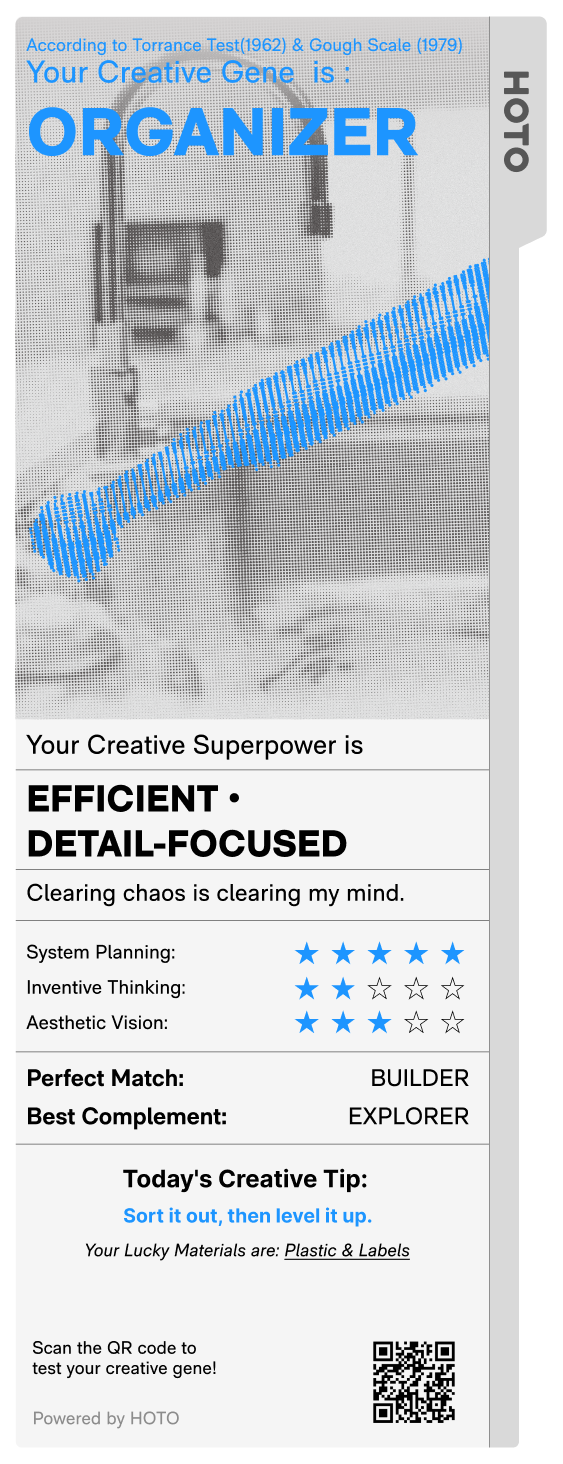 According to Torrance Test(1962) & Gough Scale (1979)
Your Creative Gene is :
ORGANIZER
HOTO
Your Creative Superpower is
EFFICIENT •
DETAIL-FOCUSED
Clearing chaos is clearing my mind.
System Planning: ★ ★ ★ ★ ★
Inventive Thinking: ★ ★ ☆ ☆ ☆
Aesthetic Vision: ★ ★ ★ ☆ ☆
Perfect Match: BUILDER
Best Complement: EXPLORER
Today's Creative Tip:
Sort it out, then level it up.
Your Lucky Materials are: Plastic & Labels
Scan the QR code to
test your creative gene!
Powered by HOTO